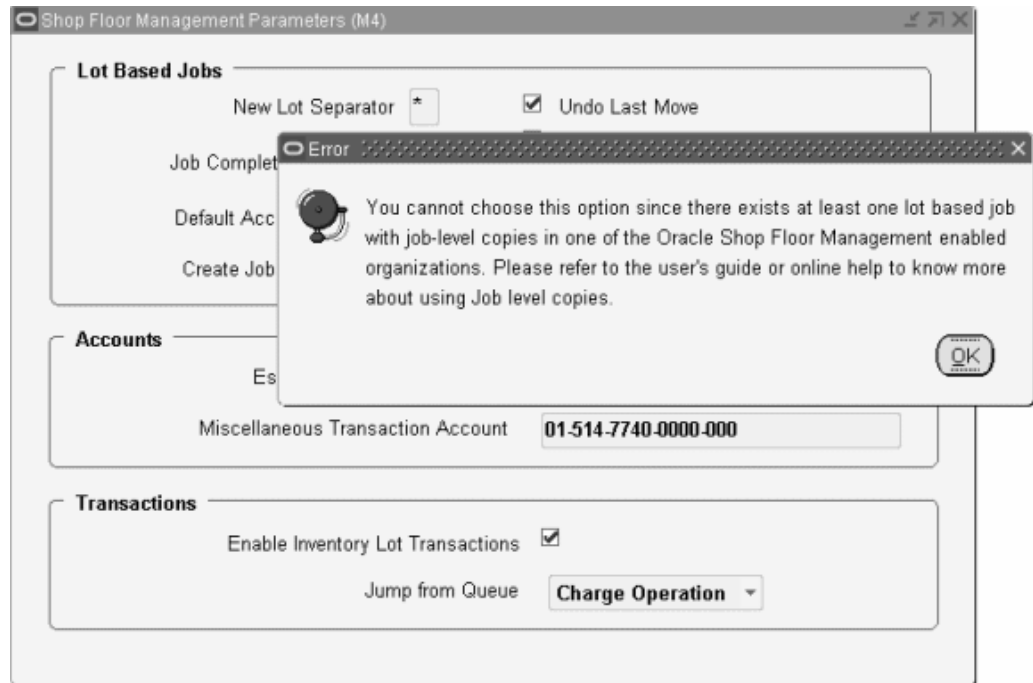 Shop Floor Management Parameters (M4)
Lot Based Jobs
New Lot Separator * Undo Last Move
Error
Job Complet
You cannot choose this option since there exists at least one lot based job
with job-level copies in one of the Oracle Shop Floor Management enabled
organizations. Please refer to the user's guide or online help to know more
about using Job level copies.
Default Acc
Create Job
OK
Accounts
Es
Miscellaneous Transaction Account 01-514-7740-0000-000
Transactions
Enable Inventory Lot Transactions
Jump from Queue Charge Operation